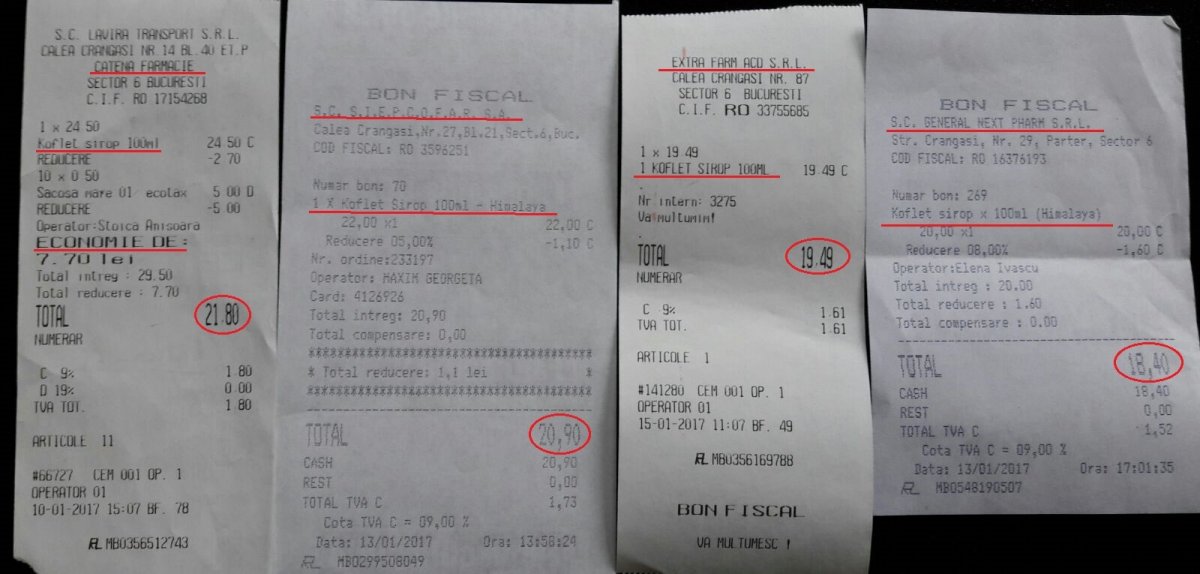 S.C. LAVIRA TRANSPORT S.R.L.
CALEA CRANGASI NR.14 BL.40 ET.P
CATENA FARMACIE
SECTOR 6 BUCURESTI
C.I.F. RO 17154268
1 x 24 50
Koflet sirop 100ml 24 50 C
REDUCERE -2 70
10 x 0 50
Sacosa mare 01 ecotax 5 00 D
REDUCERE -5.00
Operator:Stoica Anisoara
ECONOMIE DE:
7.70 lei
Total intreg : 29.50
Total reducere : 7.70
TOTAL 21.80
NUMERAR
C 9% 1.80
D 19% 0.00
TVA TOT. 1.80
ARTICOLE 11
#66727 CEM 001 OP. 1
OPERATOR 01
10-01-2017 15:07 BF. 78
RL MB0356512743
BON FISCAL
S.C. S.I.E.P.C.O.F.A.R. S.A.
Calea Crangasi,Nr.27,Bl.21,Sect.6,Buc.
COD FISCAL: RO 3596251
Numar bon: 70
1 X Koflet Sirop 100ml - Himalaya
22,00 x1 22,00 C
Reducere 05,00% -1,10 C
Nr. ordine:233197
Operator: MAXIM GEORGETA
Card: 4126926
Total intreg: 20,90
Total compensare: 0,00
* Total reducere: 1,1 lei *
TOTAL 20,90
CASH 20,90
REST 0,00
TOTAL TVA C 1,73
Cota TVA C = 09,00 %
Data: 13/01/2017 Ora: 13:58:24
RL MB0299508049
EXTRA FARM ACD S.R.L.
CALEA CRANGASI NR. 87
SECTOR 6 BUCURESTI
C.I.F. RO 33755685
1 x 19 49
1 KOFLET SIROP 100ML 19 49 C
.
Nr intern: 3275
Va multumim!
.
TOTAL 19.49
NUMERAR
C 9% 1.61
TVA TOT. 1.61
ARTICOLE 1
#141280 CEM 001 OP. 1
OPERATOR 01
15-01-2017 11:07 BF. 49
RL MB0356169788
BON FISCAL
VA MULTUMESC !
BON FISCAL
S.C. GENERAL NEXT PHARM S.R.L.
Str. Crangasi, Nr. 29, Parter, Sector 6
COD FISCAL: RO 16376193
Numar bon: 269
Koflet sirop x 100ml (Himalaya)
20,00 x1 20,00 C
Reducere 08,00% -1,60 C
Operator:Elena Ivascu
Total intreg : 20.00
Total reducere : 1.60
Total compensare : 0.00
TOTAL 18,40
CASH 18,40
REST 0,00
TOTAL TVA C 1,52
Cota TVA C = 09,00 %
Data: 13/01/2017 Ora: 17:01:35
RL MB0548190507